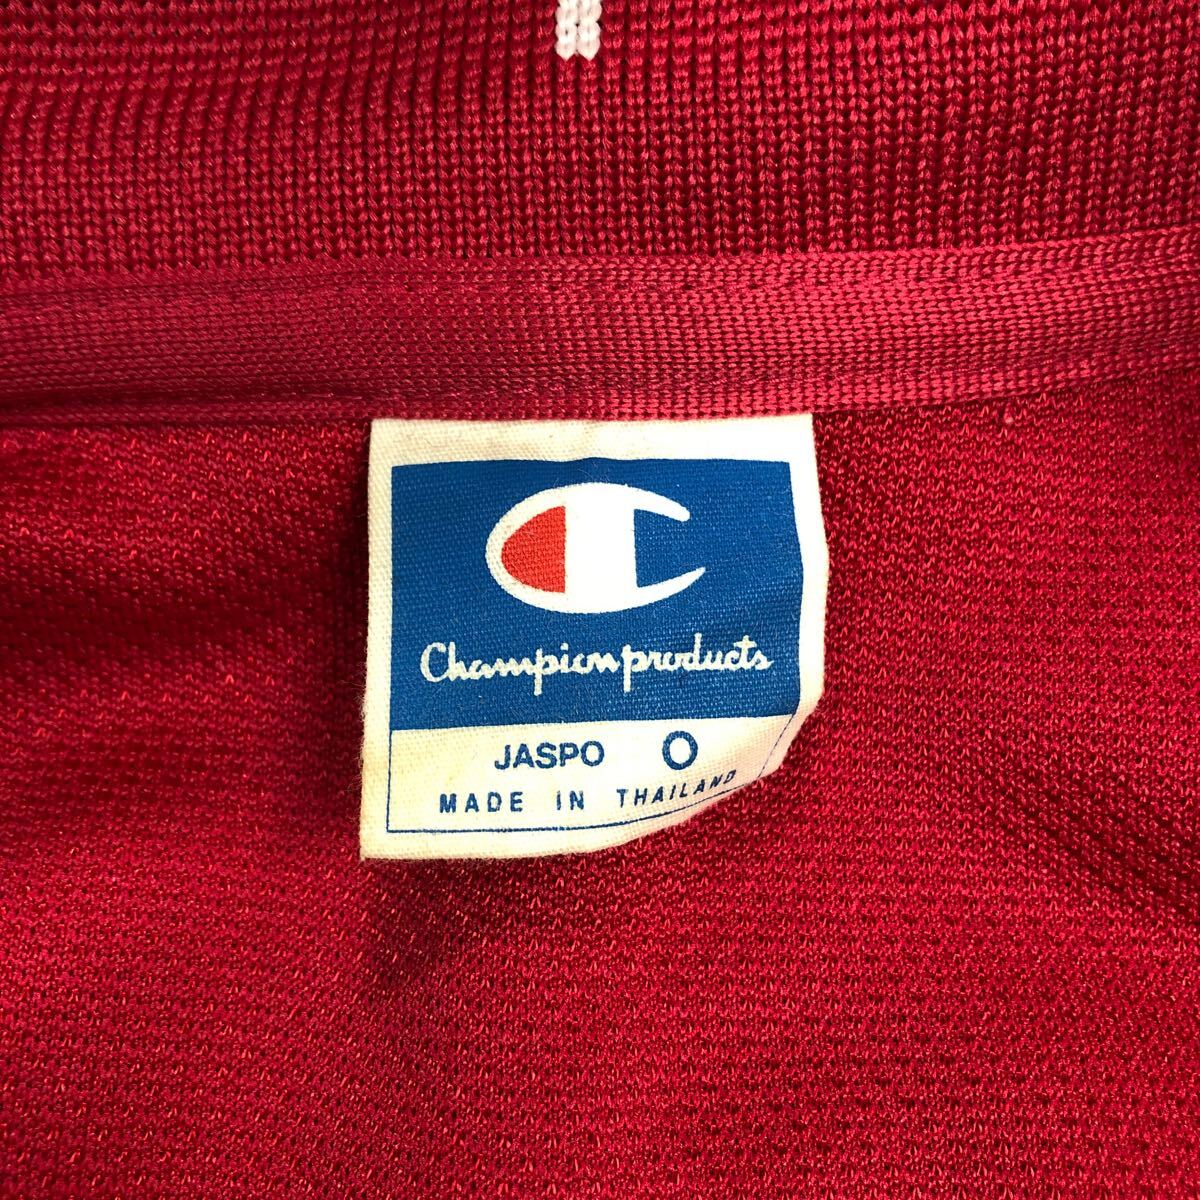 Champion products
JASPO O
MADE IN THAILAND